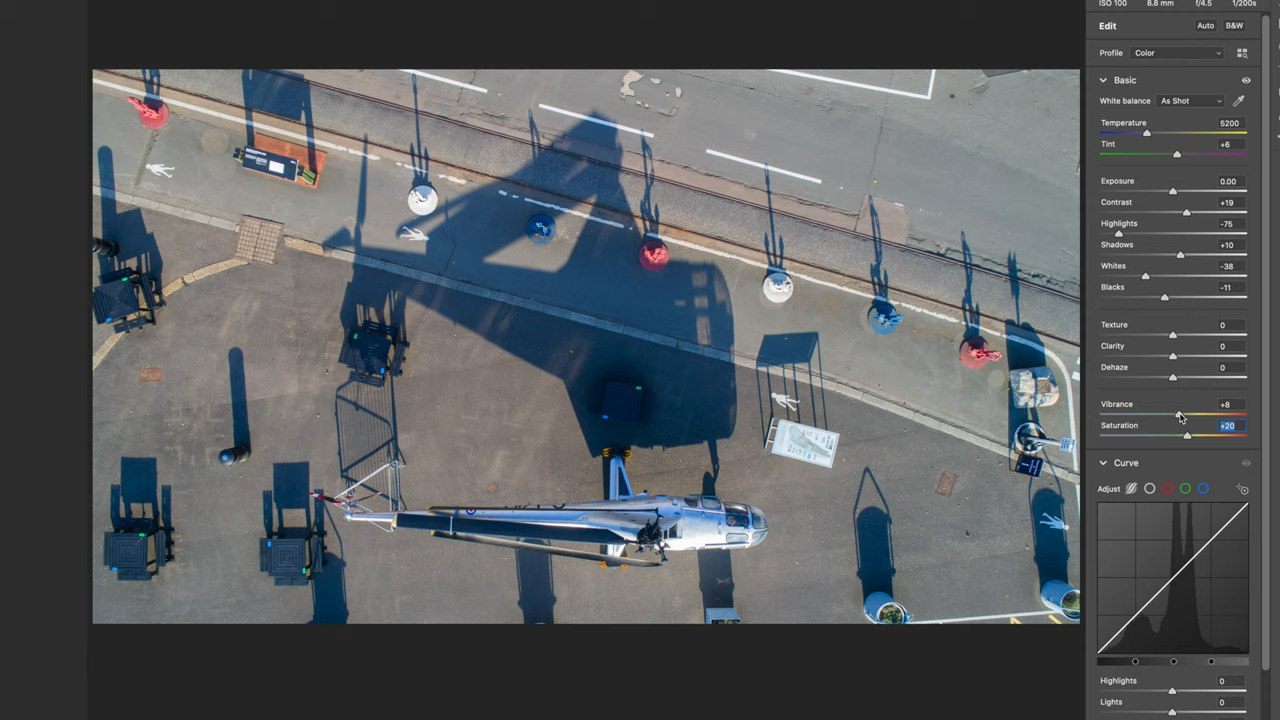 ISO 100 8.8 mm f/4.5 1/200s
Edit Auto B&W
Profile Color
Basic
White balance As Shot
Temperature 5200
Tint +6
Exposure 0.00
Contrast +19
Highlights -75
Shadows +10
Whites -38
Blacks -11
Texture 0
Clarity 0
Dehaze 0
Vibrance +8
Saturation +20
Curve
Adjust
Highlights 0
Lights 0